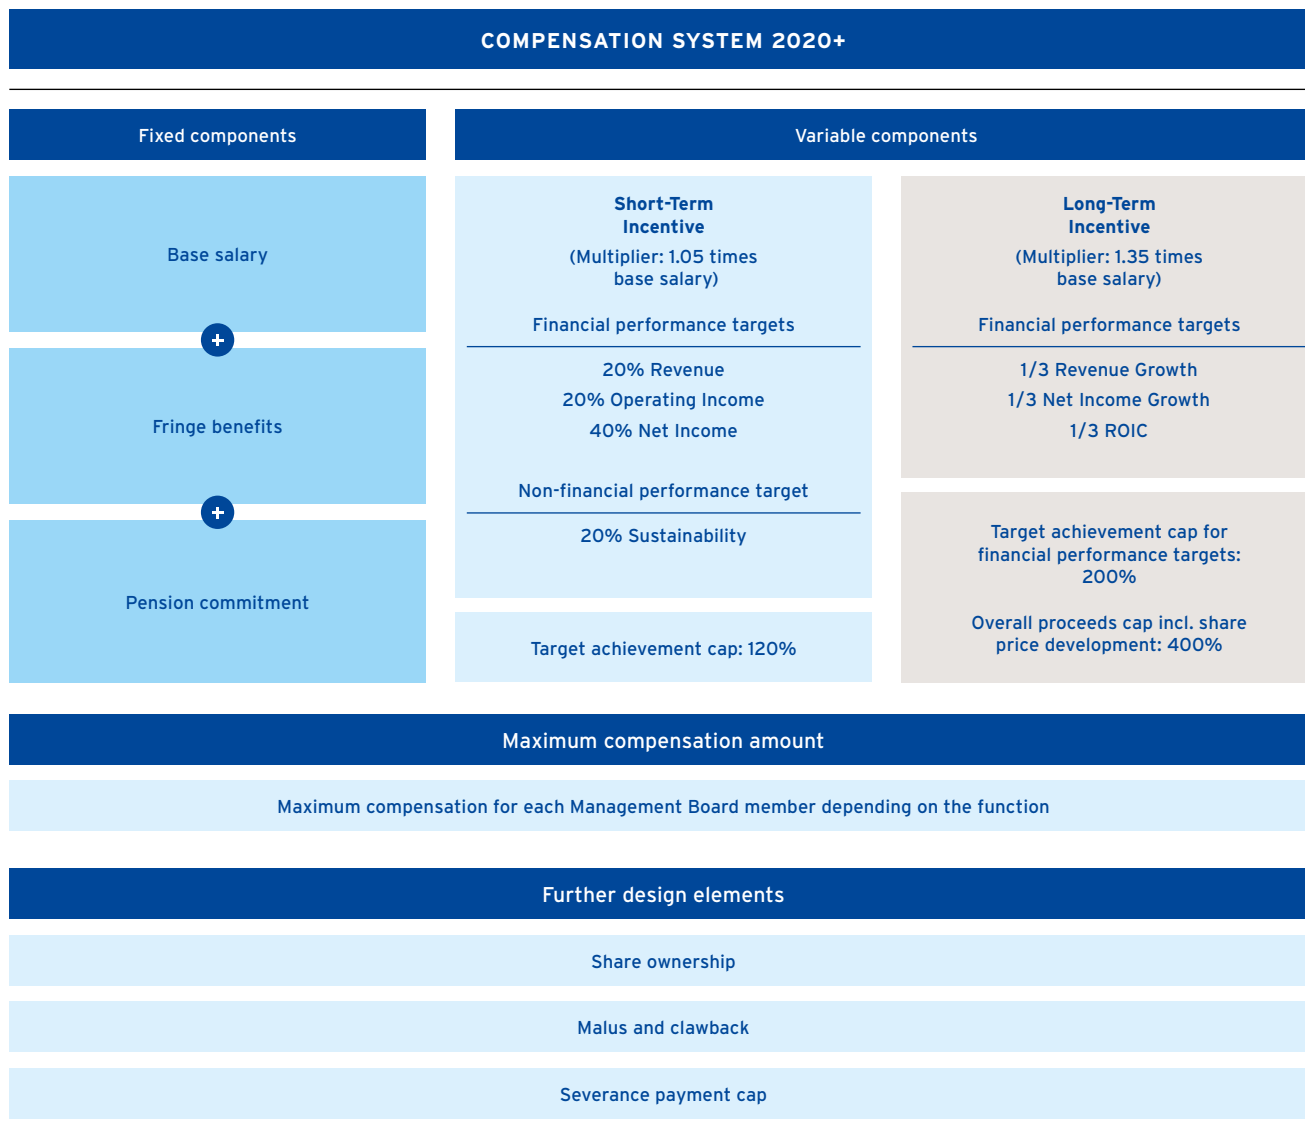 COMPENSATION SYSTEM 2020+
Fixed components
Base salary
+
Fringe benefits
+
Pension commitment
Variable components
Short-Term
Incentive
(Multiplier: 1.05 times
base salary)
Financial performance targets
20% Revenue
20% Operating Income
40% Net Income
Non-financial performance target
20% Sustainability
Target achievement cap: 120%
Long-Term
Incentive
(Multiplier: 1.35 times
base salary)
Financial performance targets
1/3 Revenue Growth
1/3 Net Income Growth
1/3 ROIC
Target achievement cap for
financial performance targets:
200%
Overall proceeds cap incl. share
price development: 400%
Maximum compensation amount
Maximum compensation for each Management Board member depending on the function
Further design elements
Share ownership
Malus and clawback
Severance payment cap